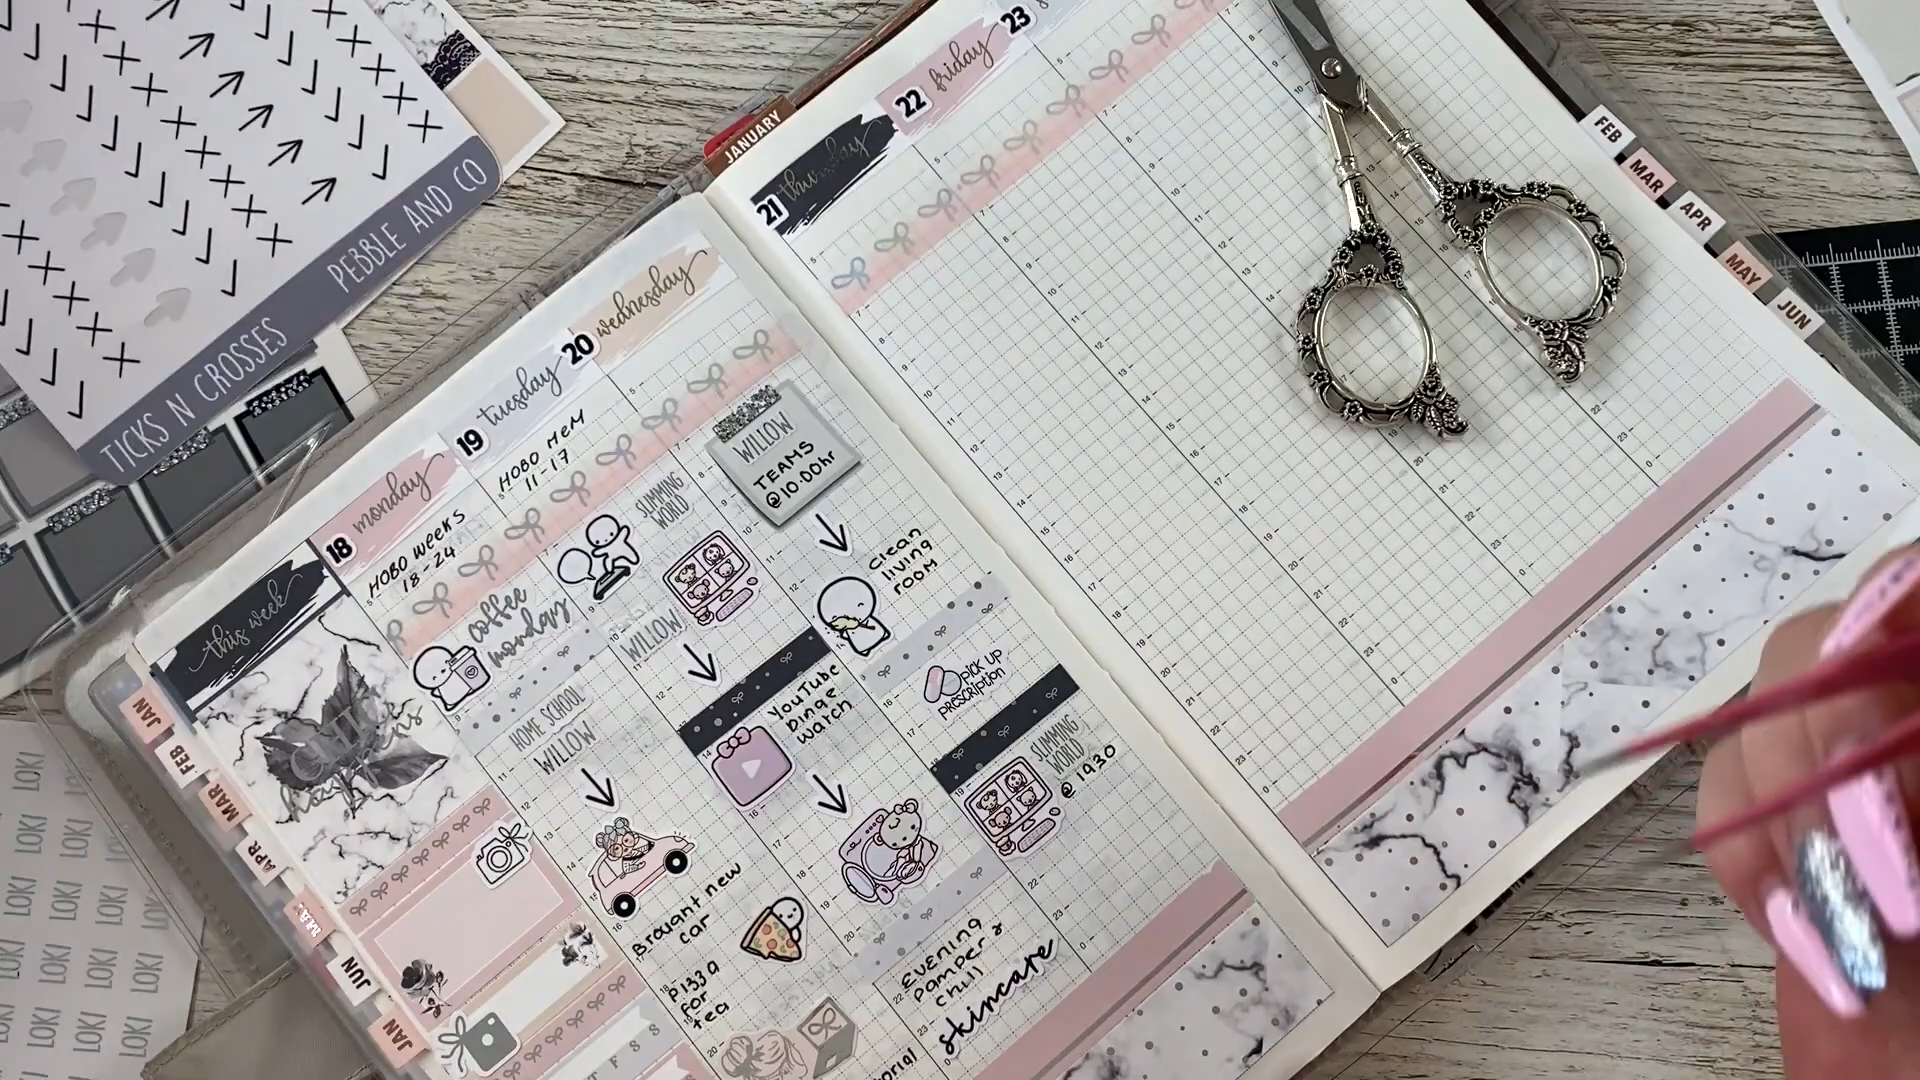 TICKS N CROSSES
PEBBLE AND CO
JANUARY
this week
18 monday
19 tuesday
20 wednesday
21 thursday
22 friday
23
HOBO WEEKS
18-24
HOBO MEM
11-17
coffee
monday
HOME SCHOOL
WILLOW
Brought new
car
Pizza
for
tea
SLIMMING
WORLD
WILLOW
YouTube
binge
watch
WILLOW
TEAMS
@10.00hr
Clean
living
room
pick up
prescription
SLIMMING
WORLD
@ 1930
Evening
pamper &
chill
skincare
T F S
JAN
FEB
MAR
APR
JUN
JAN
FEB
MAR
APR
MAY
JUN
LOKI LOKI LOKI